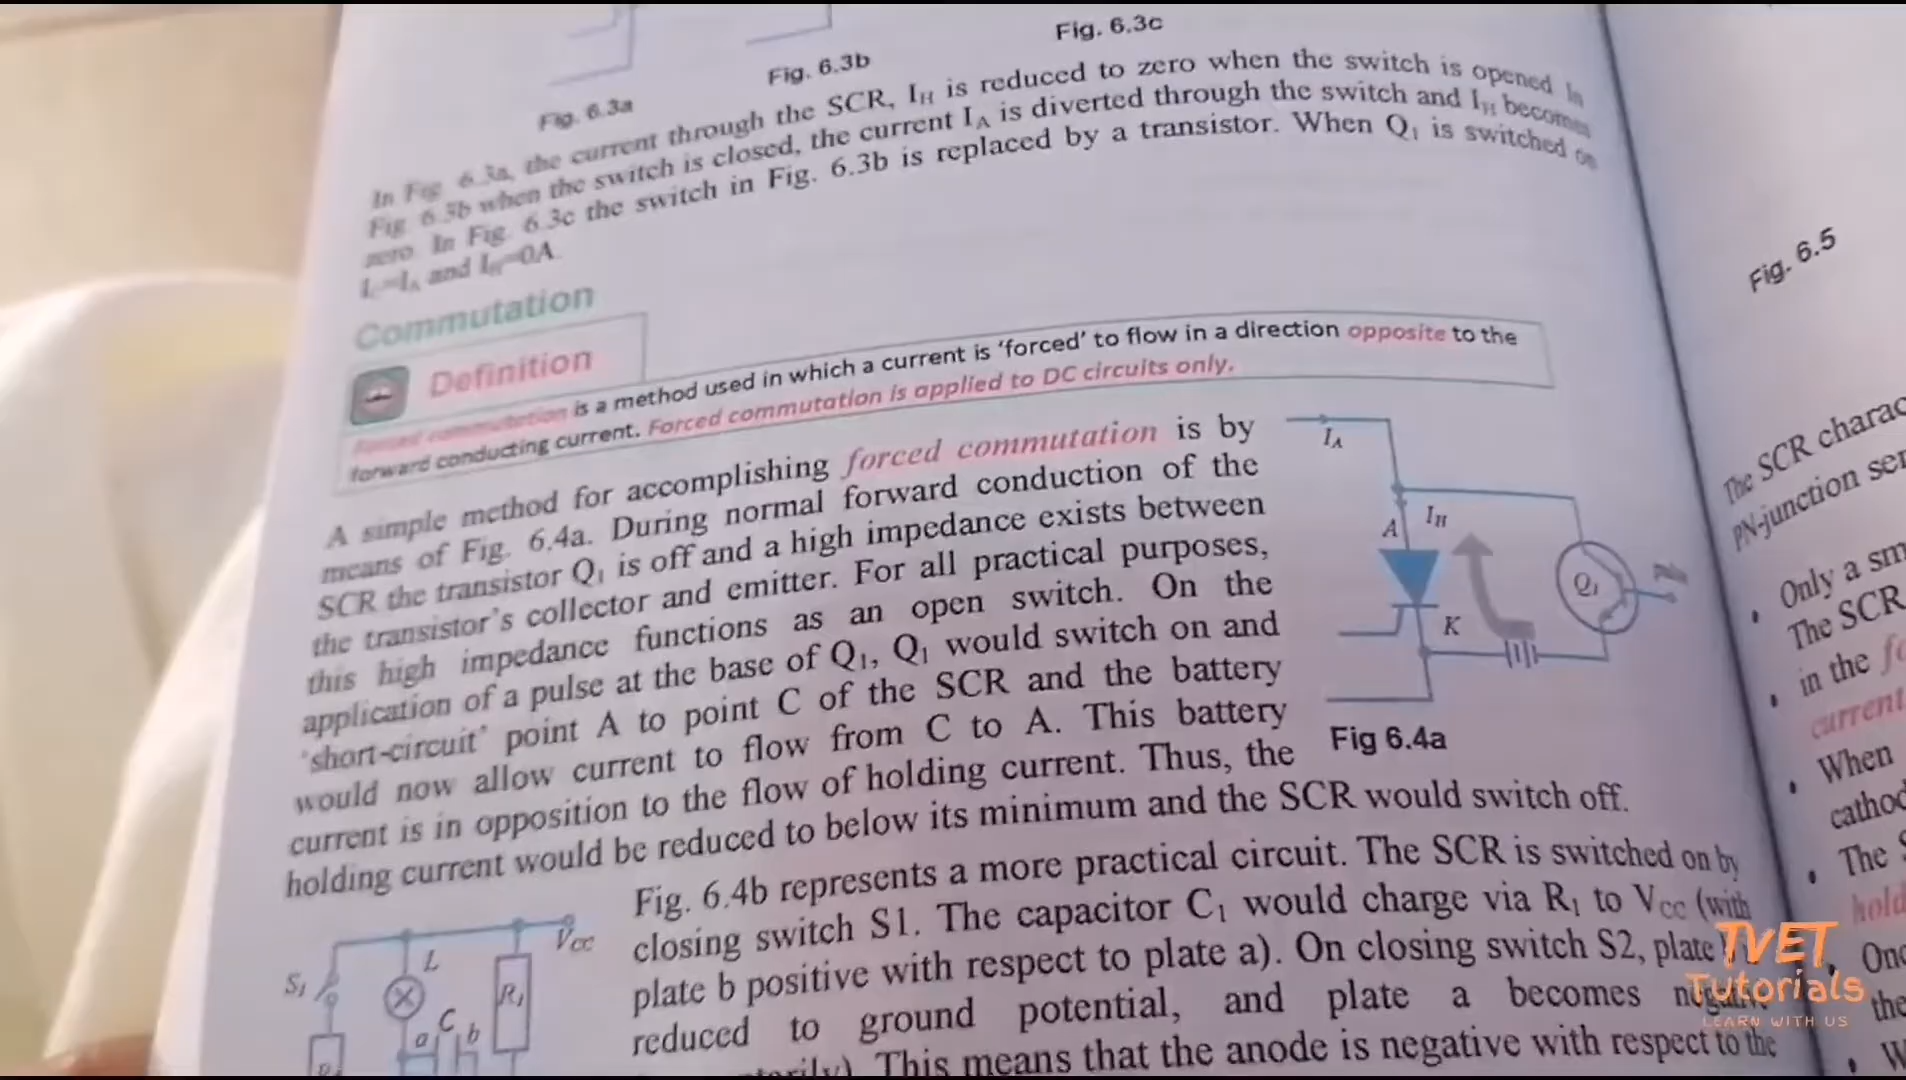 Fig. 6.3c
Fig. 6.3b
Fig. 6.3a
In Fig. 6.3a, the current through the SCR, IH is reduced to zero when the switch is opened. In
Fig. 6.3b when the switch is closed, the current IA is diverted through the switch and IH becomes
zero. In Fig. 6.3c the switch in Fig. 6.3b is replaced by a transistor. When Q1 is switched on
IA and IH=0A.
Commutation
Definition
Forced commutation is a method used in which a current is ‘forced’ to flow in a direction opposite to the
forward conducting current. Forced commutation is applied to DC circuits only.
A simple method for accomplishing forced commutation is by
means of Fig. 6.4a. During normal forward conduction of the
SCR the transistor Q1 is off and a high impedance exists between
the transistor’s collector and emitter. For all practical purposes,
this high impedance functions as an open switch. On the
application of a pulse at the base of Q1, Q1 would switch on and
‘short-circuit’ point A to point C of the SCR and the battery
would now allow current to flow from C to A. This battery
current is in opposition to the flow of holding current. Thus, the
holding current would be reduced to below its minimum and the SCR would switch off.
IA
A
IH
Q1
K
Fig 6.4a
Fig. 6.4b represents a more practical circuit. The SCR is switched on by
closing switch S1. The capacitor C1 would charge via R1 to Vcc (with
plate b positive with respect to plate a). On closing switch S2, plate
reduced to ground potential, and plate a becomes negative
This means that the anode is negative with respect to the
S1
L
Vcc
R1
C
a
b
Fig. 6.5
The SCR
PN-junction
• Only a
The SCR
• in the
current
• When
• The
• the
TVET
Tutorials
LEARN WITH US